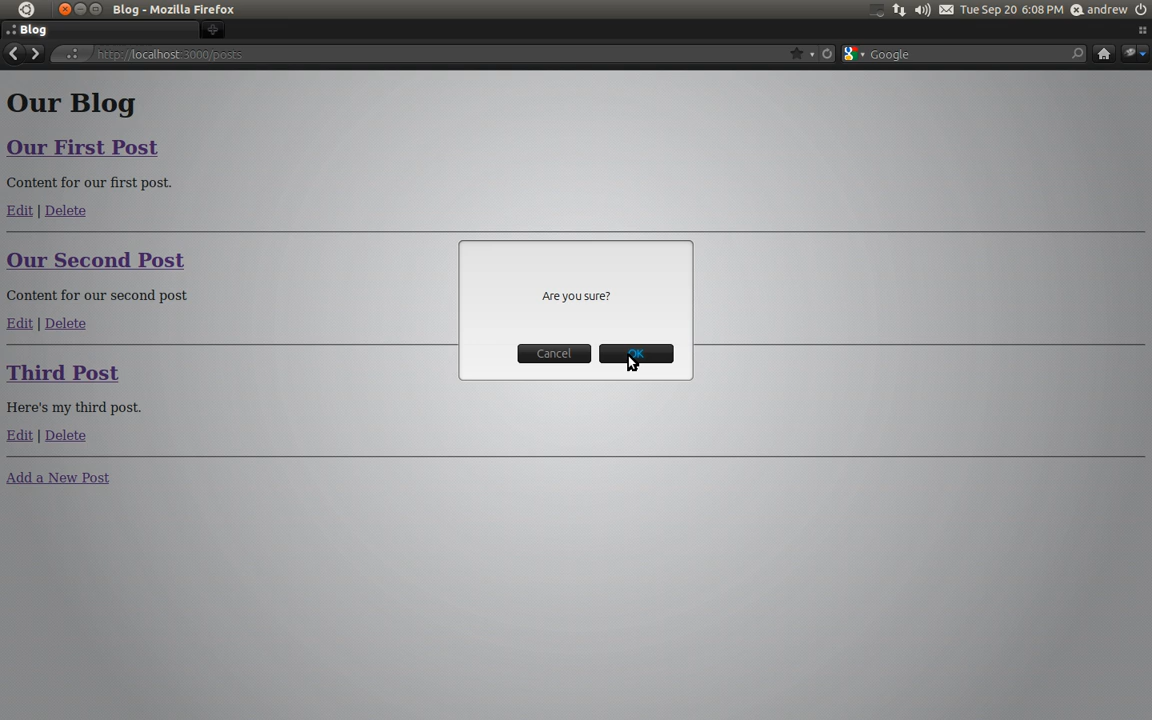 Blog - Mozilla Firefox
Tue Sep 20 6:08 PM andrew
Blog
http://localhost:3000/posts
Google
Our Blog
Our First Post
Content for our first post.
Edit | Delete
Our Second Post
Content for our second post
Edit | Delete
Are you sure?
Cancel OK
Third Post
Here's my third post.
Edit | Delete
Add a New Post